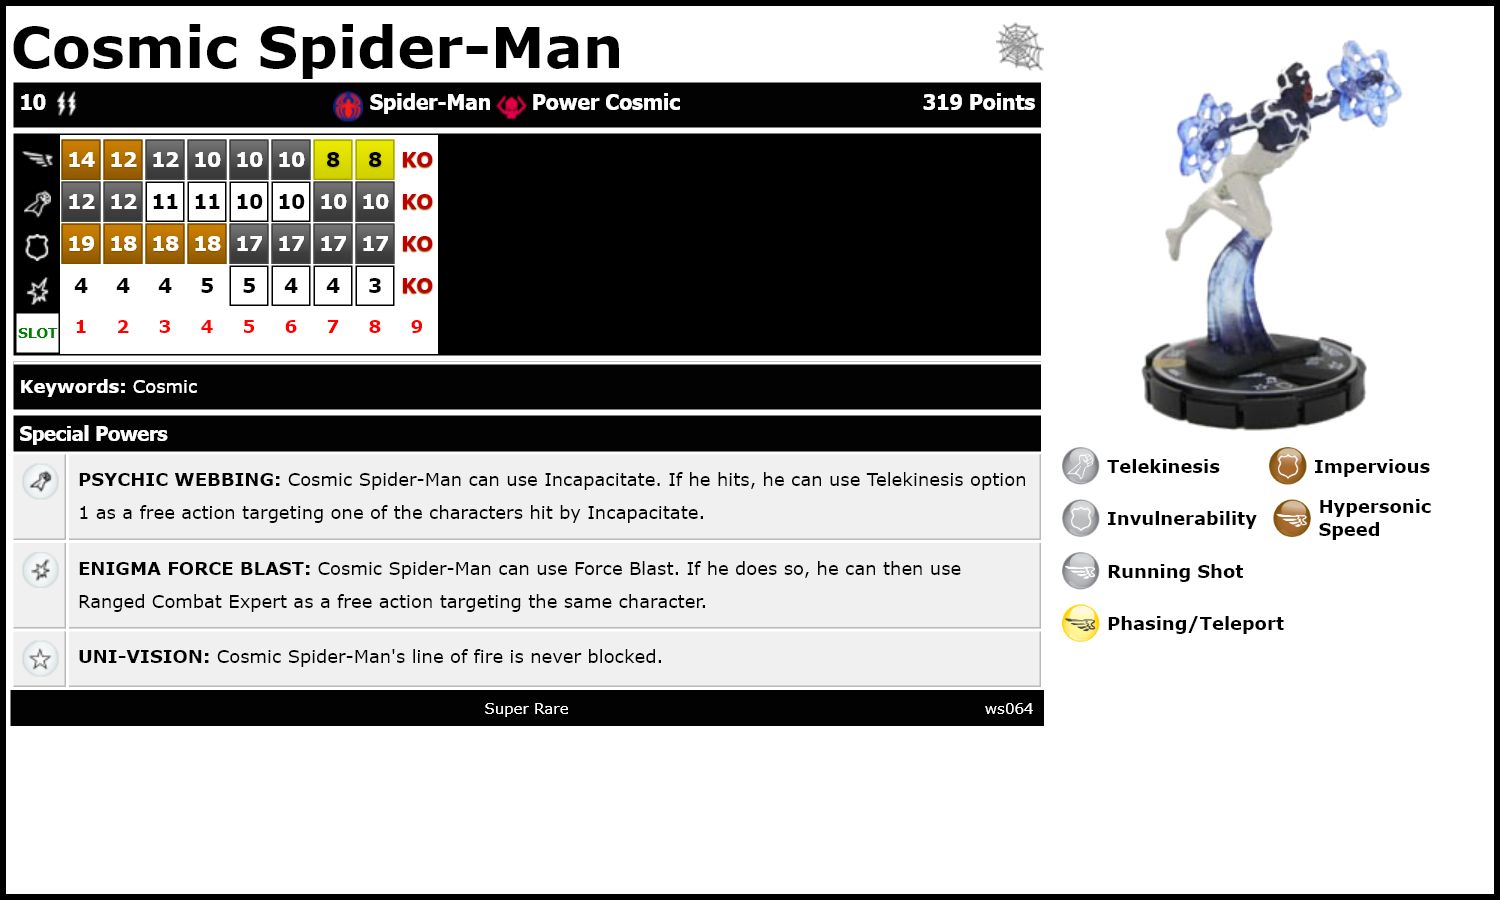 Cosmic Spider-Man
10 Spider-Man Power Cosmic 319 Points
14 12 12 10 10 10 8 8 KO
12 12 11 11 10 10 10 10 KO
19 18 18 18 17 17 17 17 KO
4 4 4 5 5 4 4 3 KO
SLOT 1 2 3 4 5 6 7 8 9
Keywords: Cosmic
Special Powers
PSYCHIC WEBBING: Cosmic Spider-Man can use Incapacitate. If he hits, he can use Telekinesis option
1 as a free action targeting one of the characters hit by Incapacitate.
ENIGMA FORCE BLAST: Cosmic Spider-Man can use Force Blast. If he does so, he can then use
Ranged Combat Expert as a free action targeting the same character.
UNI-VISION: Cosmic Spider-Man's line of fire is never blocked.
Super Rare ws064
Telekinesis Impervious
Invulnerability Hypersonic
Speed
Running Shot
Phasing/Teleport